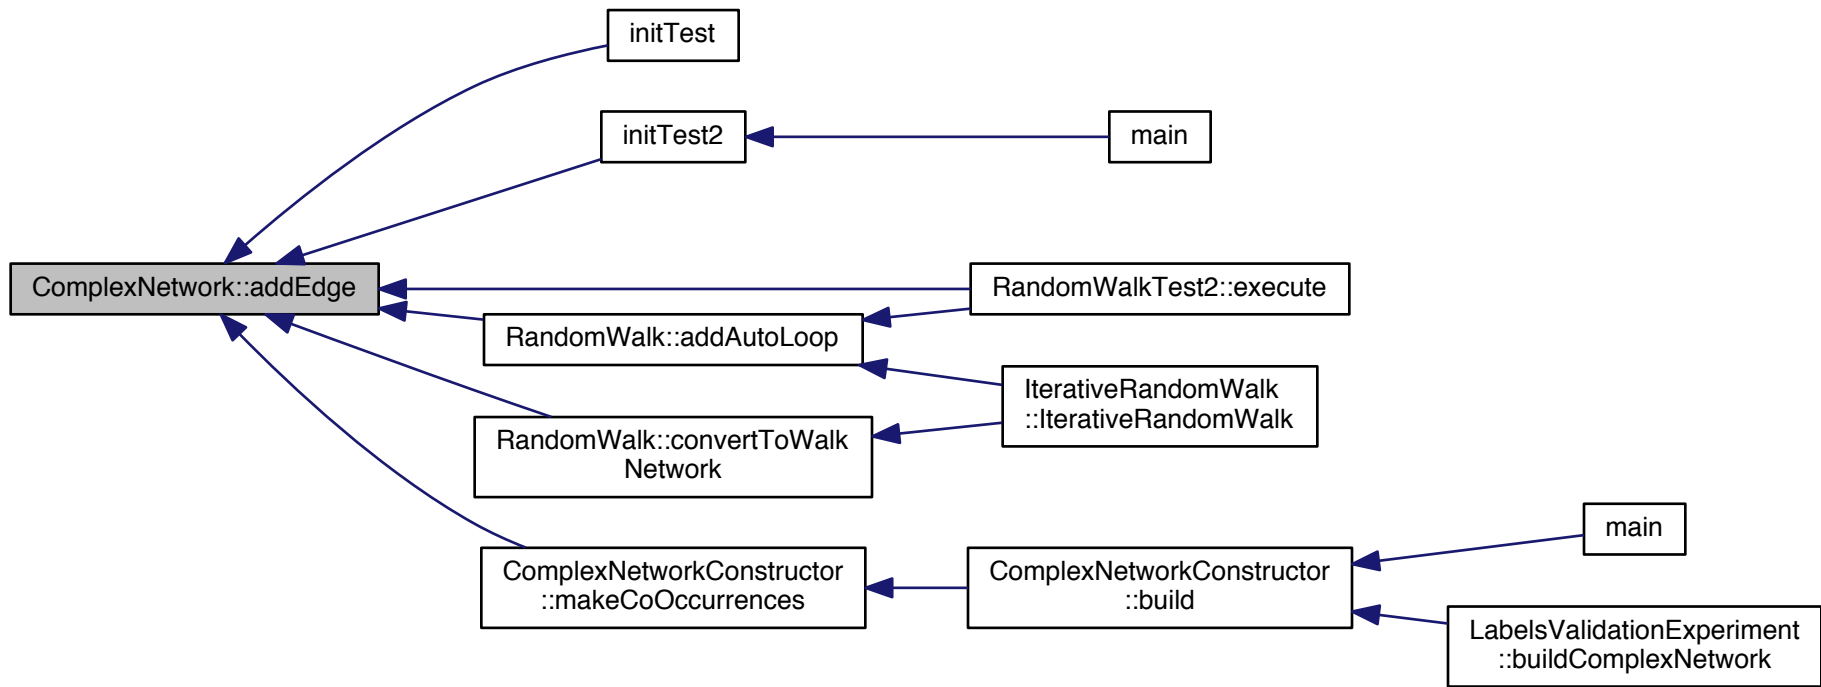 initTest
initTest2
main
ComplexNetwork::addEdge
RandomWalkTest2::execute
RandomWalk::addAutoLoop
IterativeRandomWalk
::IterativeRandomWalk
RandomWalk::convertToWalk
Network
main
ComplexNetworkConstructor
::makeCoOccurrences
ComplexNetworkConstructor
::build
LabelsValidationExperiment
::buildComplexNetwork